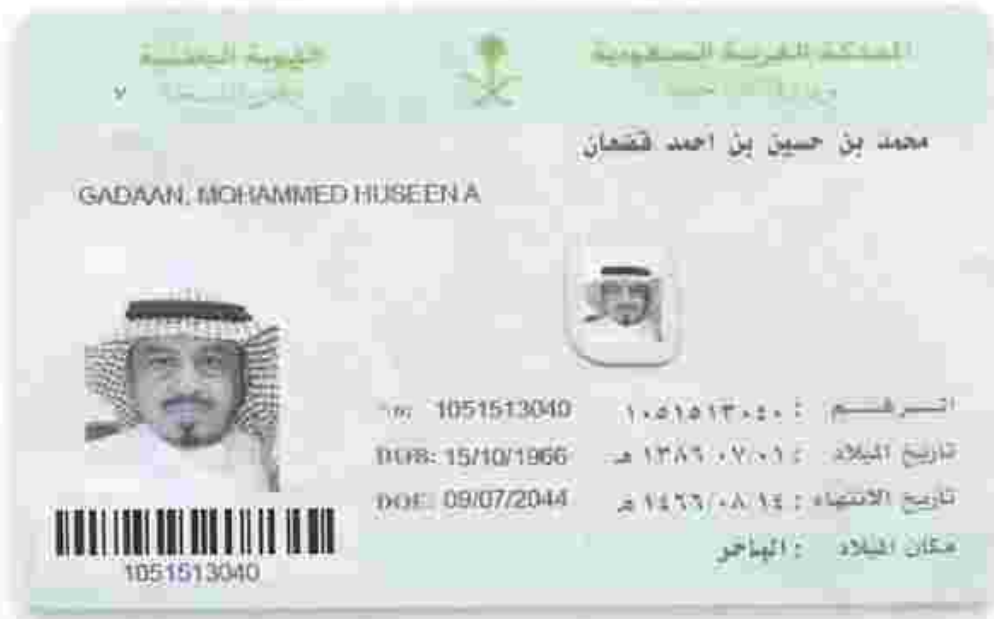 المملكة العربية السعودية
الهوية الوطنية
محمد بن حسين بن احمد قضعان
GADAAN, MOHAMMED HUSEEN A
الرقم : ١٠٥١٥١٣٠٤٠
1051513040
تاريخ الميلاد : ١٣٨٦/٠٧/٠١ هـ
DOB: 15/10/1966
تاريخ الانتهاء : ١٤٦٦/٠٨/١٤ هـ
DOE: 09/07/2044
مكان الميلاد :
1051513040